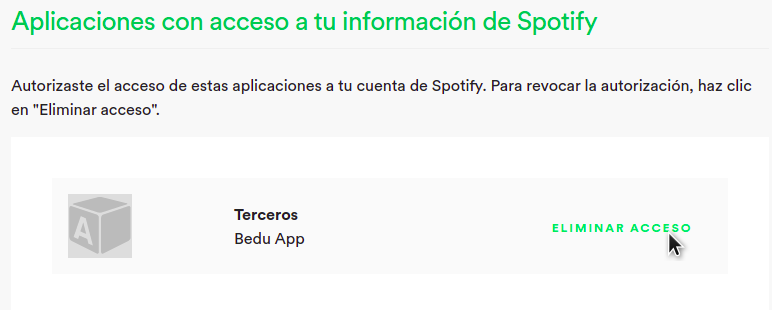 Aplicaciones con acceso a tu información de Spotify
Autorizaste el acceso de estas aplicaciones a tu cuenta de Spotify. Para revocar la autorización, haz clic
en "Eliminar acceso".
A
Terceros
Bedu App
ELIMINAR ACCESO